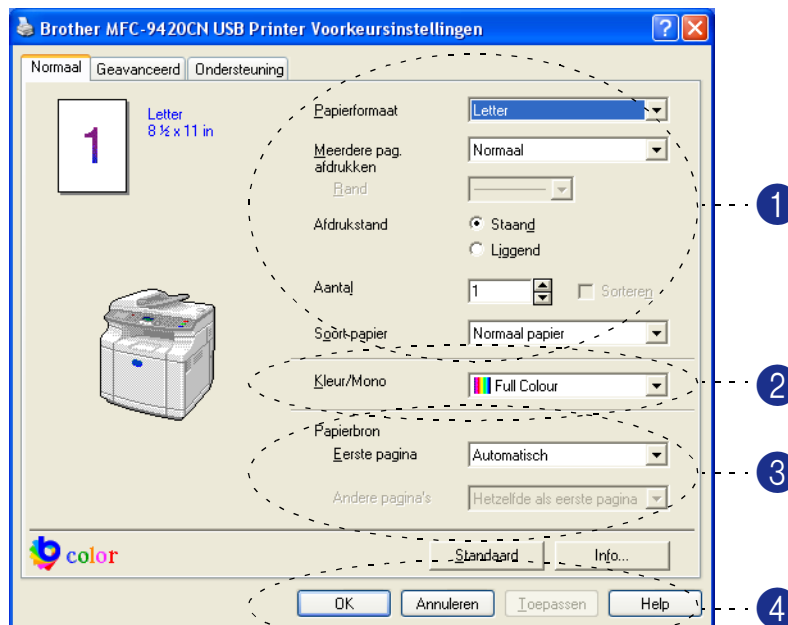 Brother MFC-9420CN USB Printer Voorkeursinstellingen
Normaal Geavanceerd Ondersteuning
1
Letter
8 ½ x 11 in
Papierformaat Letter
Meerdere pag. afdrukken Normaal
Rand
Afdrukstand Staand
Liggend
1
Aantal 1 Sorteren
Soort papier Normaal papier
Kleur/Mono Full Colour
2
Papierbron
Eerste pagina Automatisch
3
Andere pagina's Hetzelfde als eerste pagina
color
Standaard Info...
OK Annuleren Toepassen Help
4